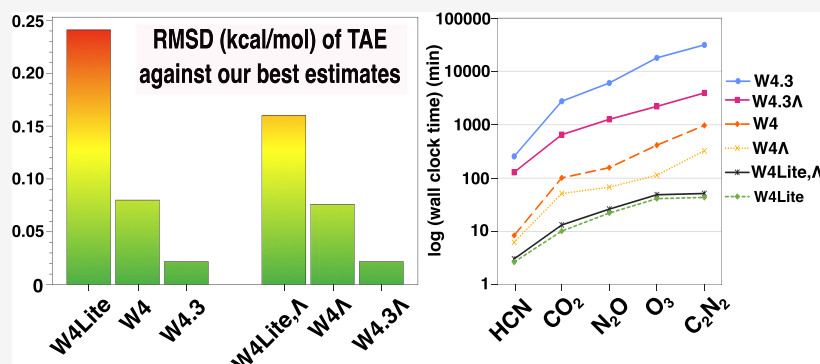 RMSD (kcal/mol) of TAE
against our best estimates
0.25
0.20
0.15
0.10
0.05
0
W4Lite
W4
W4.3
W4Lite,Λ
W4Λ
W4.3Λ
log (wall clock time) (min)
100000
10000
1000
100
10
1
HCN
CO₂
N₂O
O₃
C₂N₂
W4.3
W4.3Λ
W4
W4Λ
W4Lite,Λ
W4Lite